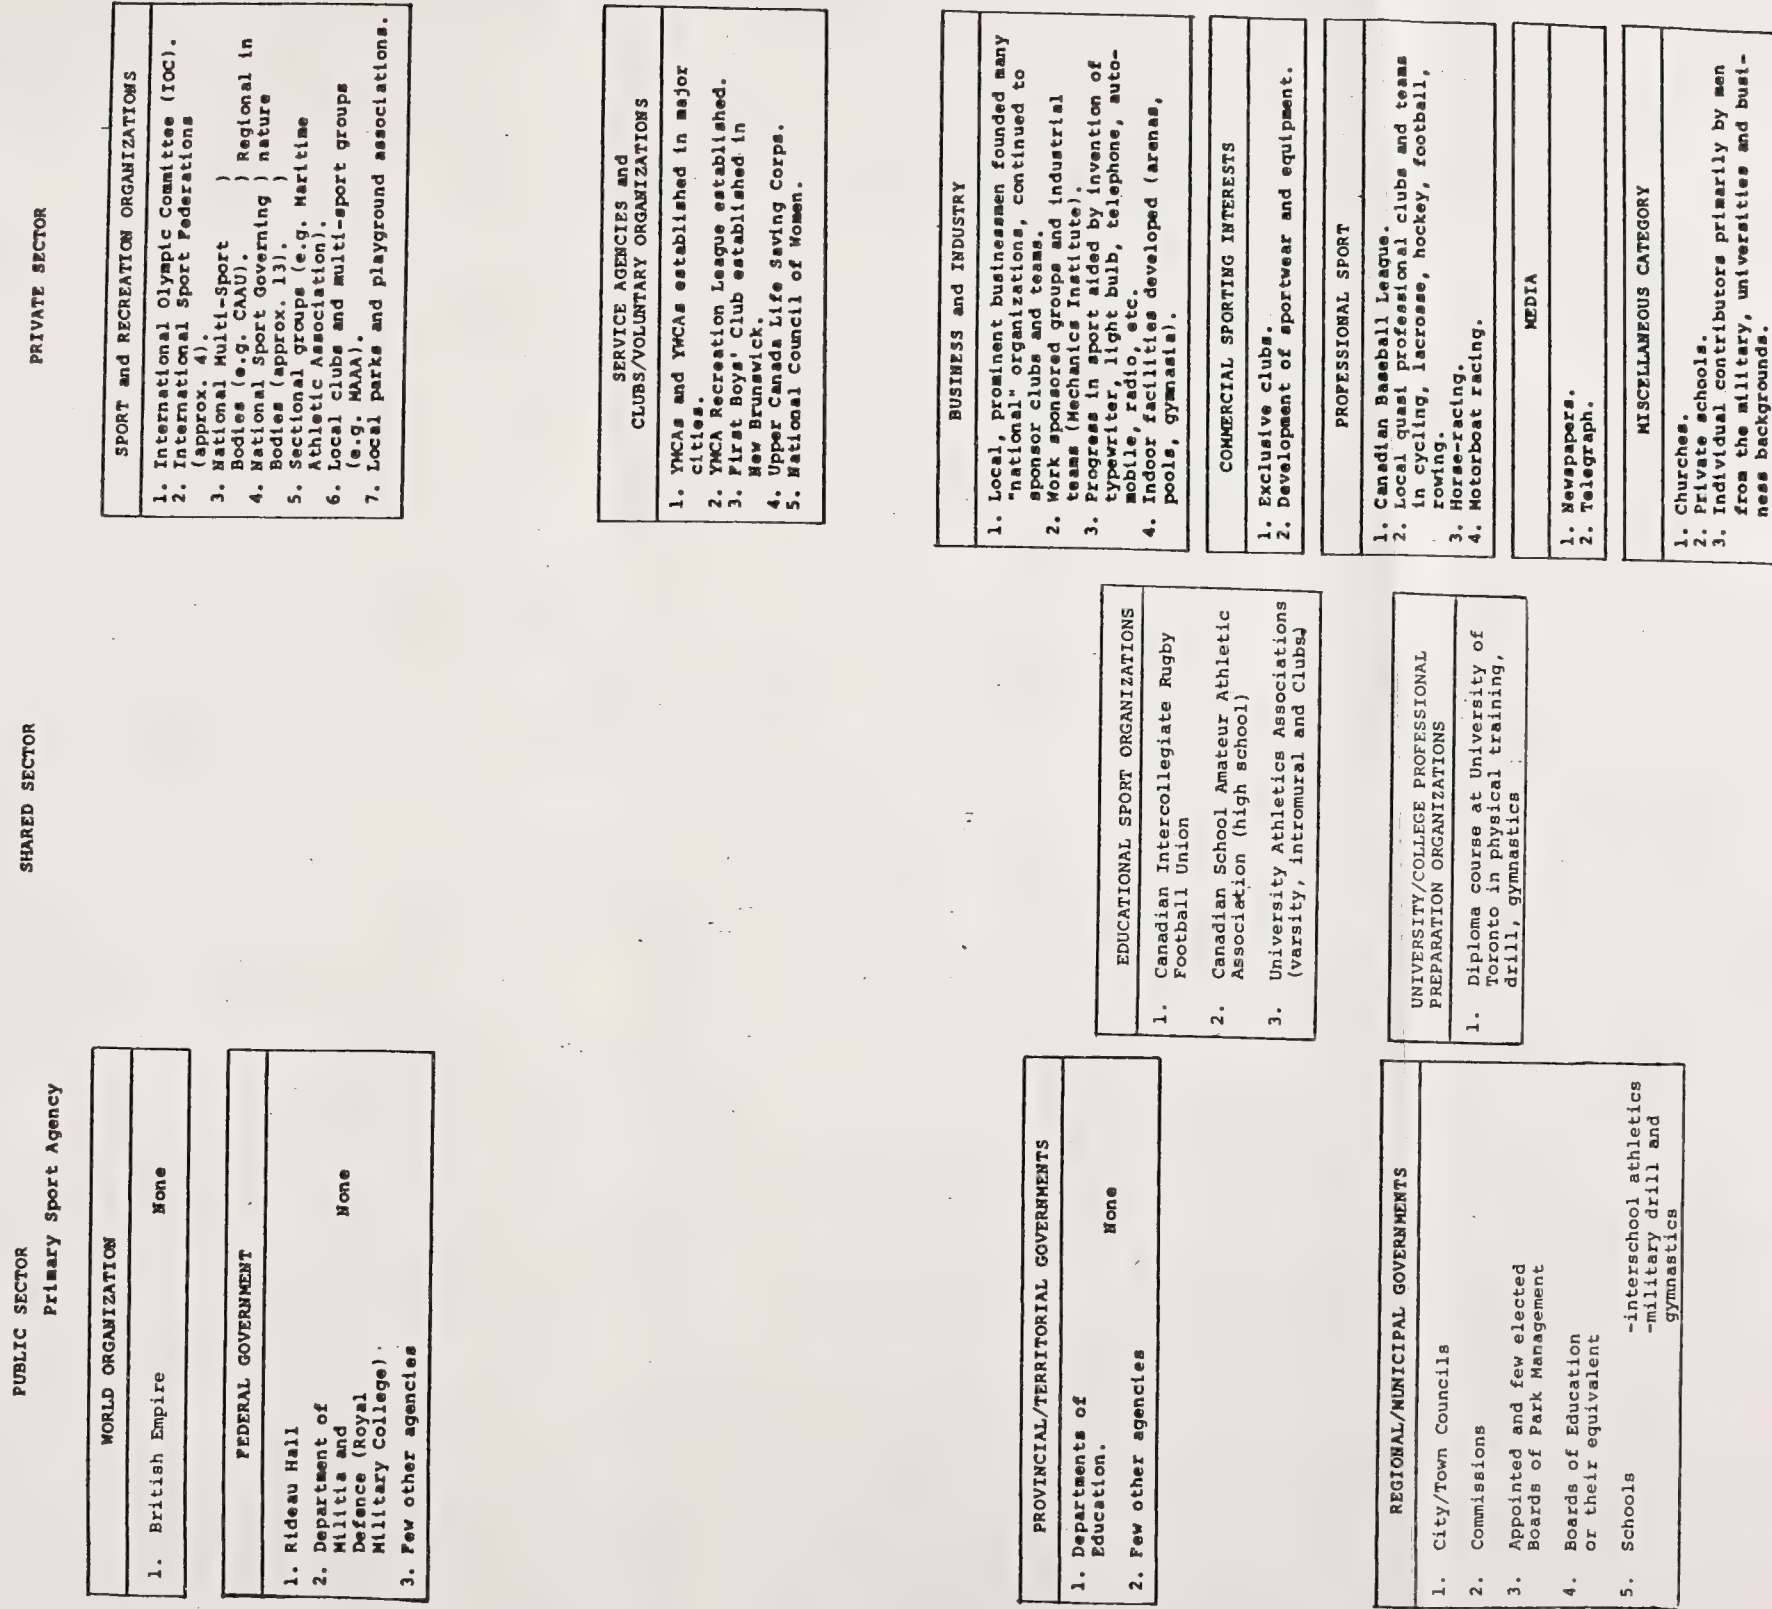 PUBLIC SECTOR
Primary Sport Agency
WORLD ORGANIZATION
1. British Empire None
FEDERAL GOVERNMENT
1. Rideau Hall
2. Department of
Militia and
Defence (Royal None
Military College).
3. Few other agencies
PROVINCIAL/TERRITORIAL GOVERNMENTS
1. Departments of
Education.
None
2. Few other agencies
REGIONAL/MUNICIPAL GOVERNMENTS
1. City/Town Councils
2. Commissions
3. Appointed and few elected
Boards of Park Management
4. Boards of Education
or their equivalent
5. Schools -interschool athletics
-military drill and
gymnastics
SHARED SECTOR
EDUCATIONAL SPORT ORGANIZATIONS
1. Canadian Intercollegiate Rugby
Football Union
2. Canadian School Amateur Athletic
Association (high school)
3. University Athletics Associations
(varsity, intromural and Clubs)
UNIVERSITY/COLLEGE PROFESSIONAL
PREPARATION ORGANIZATIONS
1. Diploma course at University of
Toronto in physical training,
drill, gymnastics
PRIVATE SECTOR
SPORT and RECREATION ORGANIZATIONS
1. International Olympic Committee (IOC).
2. International Sport Federations
(approx. 4).
3. National Multi-Sport )
Bodies (e.g. CAAU). ) Regional in
4. National Sport Governing ) nature
Bodies (approx. 13). )
5. Sectional groups (e.g. Maritime
Athletic Association).
6. Local clubs and multi-sport groups
(e.g. MAAA).
7. Local parks and playground associations.
SERVICE AGENCIES and
CLUBS/VOLUNTARY ORGANIZATIONS
1. YMCAs and YWCAs established in major
cities.
2. YMCA Recreation League established.
3. First Boys' Club established in
New Brunswick.
4. Upper Canada Life Saving Corps.
5. National Council of Women.
BUSINESS and INDUSTRY
1. Local, prominent businessmen founded many
"national" organizations, continued to
sponsor clubs and teams.
2. Work sponsored groups and industrial
teams (Mechanics Institute).
3. Progress in sport aided by invention of
typewriter, light bulb, telephone, auto-
mobile, radio, etc.
4. Indoor facilities developed (arenas,
pools, gymnasia).
COMMERCIAL SPORTING INTERESTS
1. Exclusive clubs.
2. Development of sportwear and equipment.
PROFESSIONAL SPORT
1. Canadian Baseball League.
2. Local quasi professional clubs and teams
in cycling, lacrosse, hockey, football,
rowing.
3. Horse-racing.
4. Motorboat racing.
MEDIA
1. Newspapers.
2. Telegraph.
MISCELLANEOUS CATEGORY
1. Churches.
2. Private schools.
3. Individual contributors primarily by men
from the military, universities and busi-
ness backgrounds.